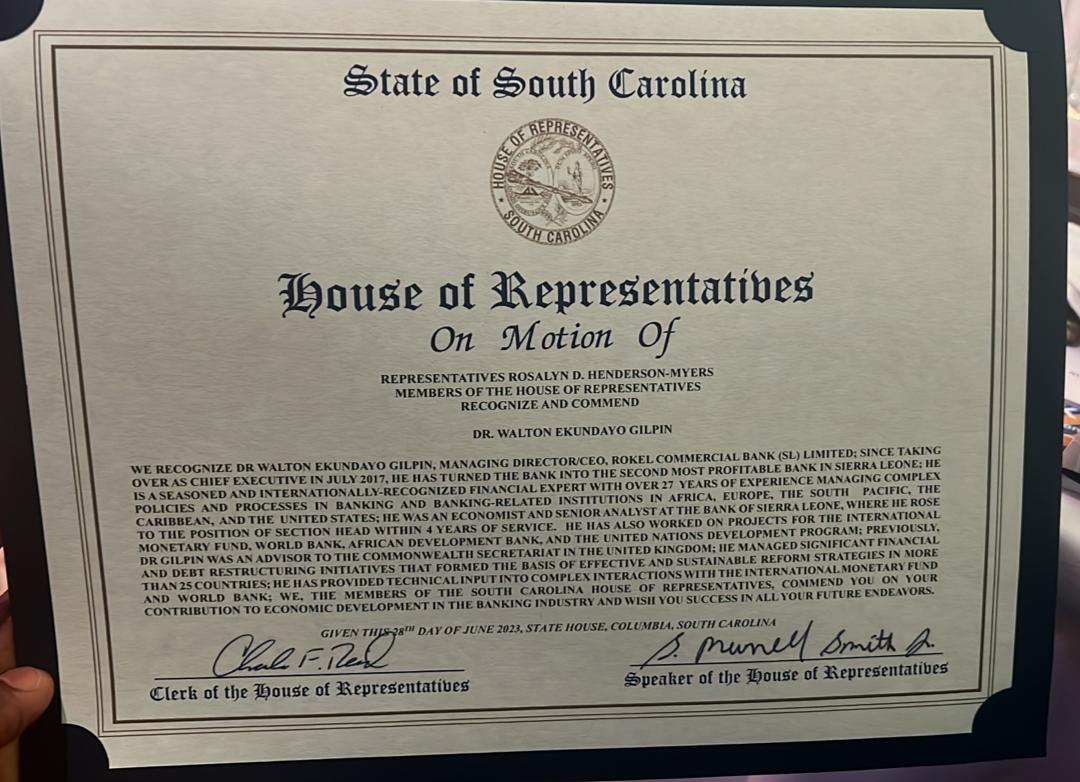 State of South Carolina
HOUSE OF REPRESENTATIVES
SOUTH CAROLINA
House of Representatives
On Motion Of
REPRESENTATIVES ROSALYN D. HENDERSON-MYERS
MEMBERS OF THE HOUSE OF REPRESENTATIVES
RECOGNIZE AND COMMEND
DR. WALTON EKUNDAYO GILPIN
WE RECOGNIZE DR WALTON EKUNDAYO GILPIN, MANAGING DIRECTOR/CEO, ROKEL COMMERCIAL BANK (SL) LIMITED; SINCE TAKING
OVER AS CHIEF EXECUTIVE IN JULY 2017, HE HAS TURNED THE BANK INTO THE SECOND MOST PROFITABLE BANK IN SIERRA LEONE; HE
IS A SEASONED AND INTERNATIONALLY-RECOGNIZED FINANCIAL EXPERT WITH OVER 27 YEARS OF EXPERIENCE MANAGING COMPLEX
POLICIES AND PROCESSES IN BANKING AND BANKING-RELATED INSTITUTIONS IN AFRICA, EUROPE, THE SOUTH PACIFIC, THE
CARIBBEAN, AND THE UNITED STATES; HE WAS AN ECONOMIST AND SENIOR ANALYST AT THE BANK OF SIERRA LEONE, WHERE HE ROSE
TO THE POSITION OF SECTION HEAD WITHIN 4 YEARS OF SERVICE. HE HAS ALSO WORKED ON PROJECTS FOR THE INTERNATIONAL
MONETARY FUND, WORLD BANK, AFRICAN DEVELOPMENT BANK, AND THE UNITED NATIONS DEVELOPMENT PROGRAM; PREVIOUSLY,
DR GILPIN WAS AN ADVISOR TO THE COMMONWEALTH SECRETARIAT IN THE UNITED KINGDOM; HE MANAGED SIGNIFICANT FINANCIAL
AND DEBT RESTRUCTURING INITIATIVES THAT FORMED THE BASIS OF EFFECTIVE AND SUSTAINABLE REFORM STRATEGIES IN MORE
THAN 25 COUNTRIES; HE HAS PROVIDED TECHNICAL INPUT INTO COMPLEX INTERACTIONS WITH THE INTERNATIONAL MONETARY FUND
AND WORLD BANK; WE, THE MEMBERS OF THE SOUTH CAROLINA HOUSE OF REPRESENTATIVES, COMMEND YOU ON YOUR
CONTRIBUTION TO ECONOMIC DEVELOPMENT IN THE BANKING INDUSTRY AND WISH YOU SUCCESS IN ALL YOUR FUTURE ENDEAVORS.
GIVEN THIS 28TH DAY OF JUNE 2023, STATE HOUSE, COLUMBIA, SOUTH CAROLINA
Charles F. Reid
S. Murrell Smith Jr.
Clerk of the House of Representatives
Speaker of the House of Representatives